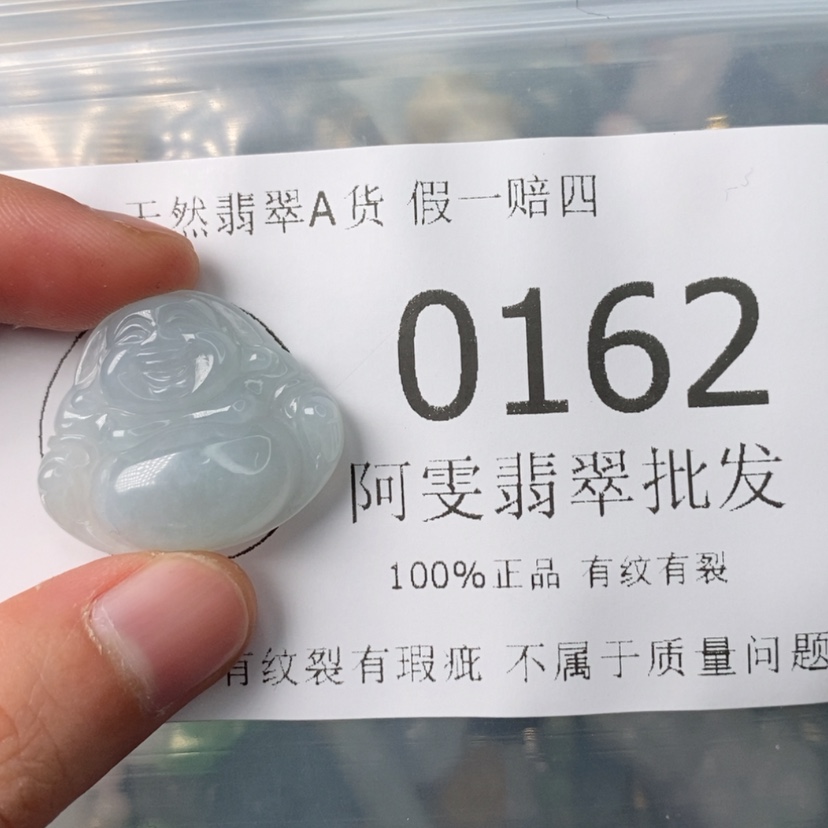 天然翡翠A货 假一赔四
0162
阿雯翡翠批发
100%正品 有纹有裂
有纹裂有瑕疵 不属于质量问题